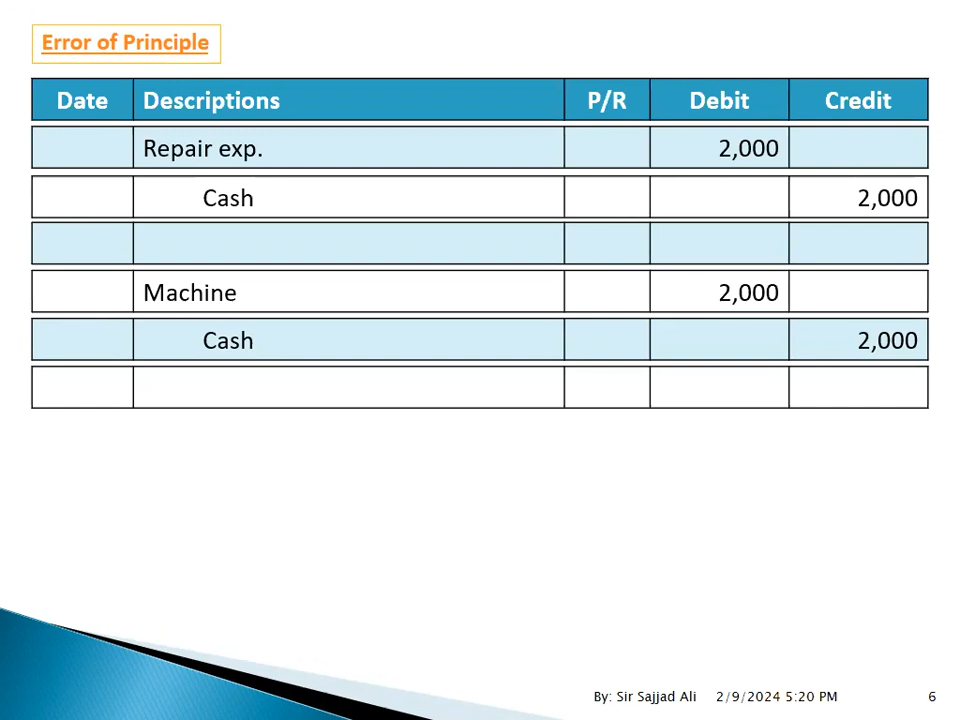 Error of Principle
Date Descriptions P/R Debit Credit
Repair exp. 2,000
Cash 2,000
Machine 2,000
Cash 2,000
By: Sir Sajjad Ali 2/9/2024 5:20 PM 6